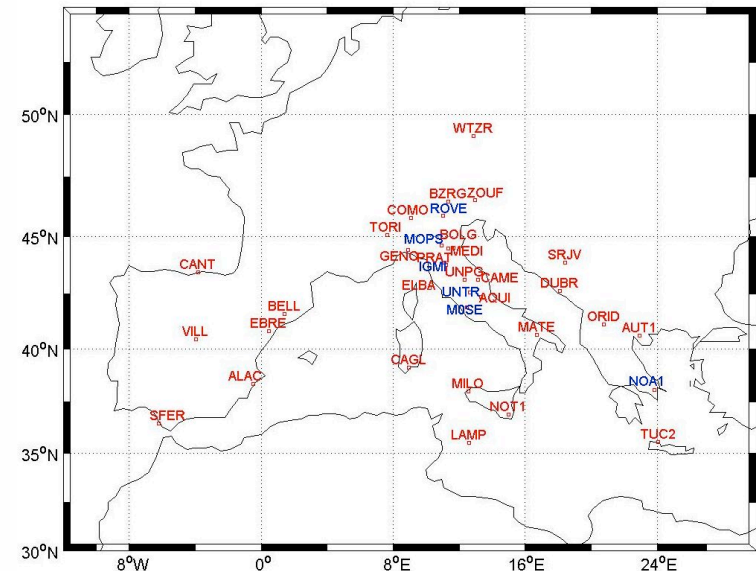 50°N
WTZR
BZRG ZOUF
COMO ROVE
TORI
45°N
MOPS BOLG
GENO PRAT MEDI
IGMI
CANT
SRJV
UNPG CAME
ELBA
DUBR
UNTR AQUI
BELL
M0SE
EBRE
VILL
MATE
ORID
AUT1
40°N
CAGL
ALAC
MILO
NOA1
NOT1
SFER
LAMP
TUC2
35°N
30°N
8°W 0° 8°E 16°E 24°E